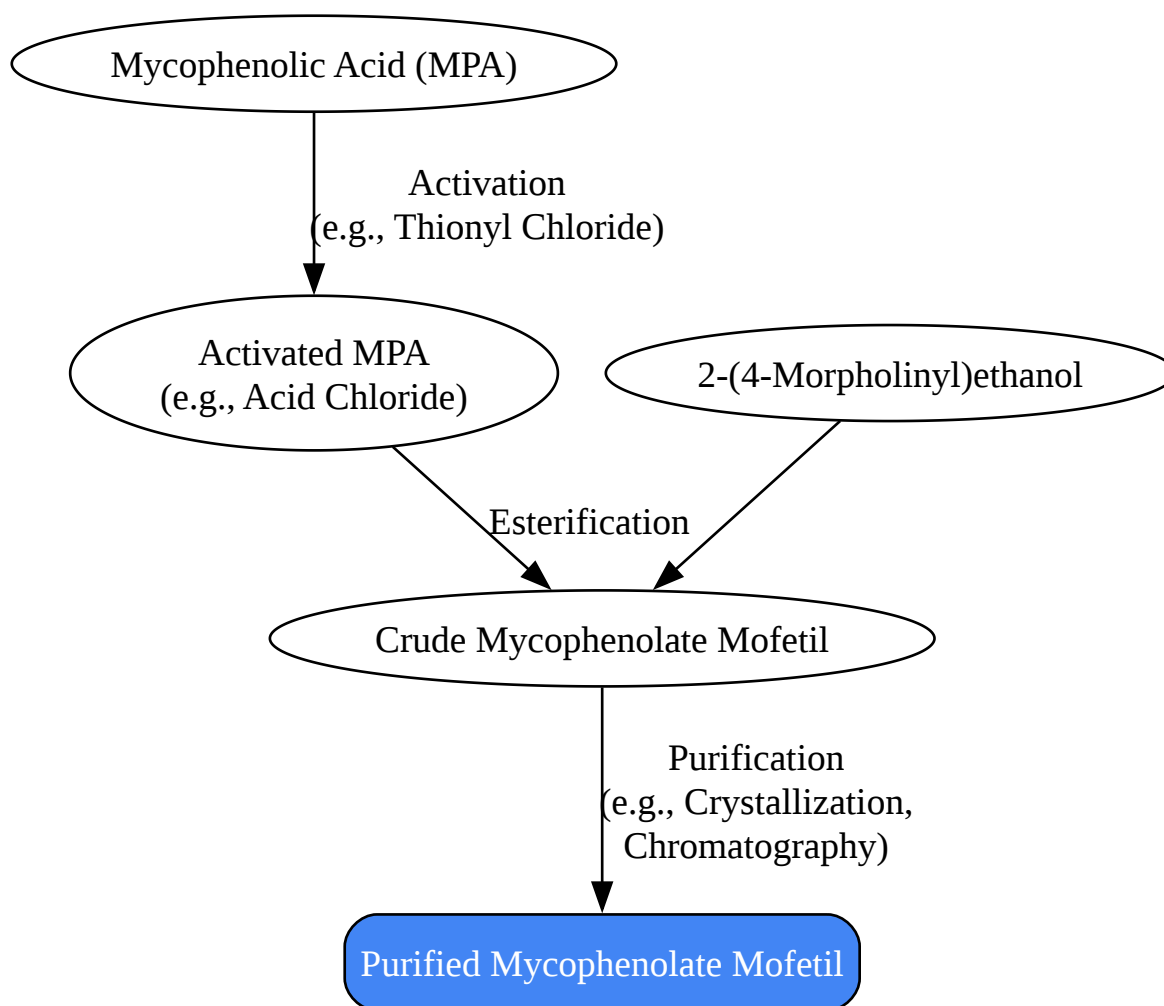 Mycophenolic Acid (MPA)
Activation
(e.g., Thionyl Chloride)
Activated MPA
(e.g., Acid Chloride)
2-(4-Morpholinyl)ethanol
Esterification
Crude Mycophenolate Mofetil
Purification
(e.g., Crystallization,
Chromatography)
Purified Mycophenolate Mofetil